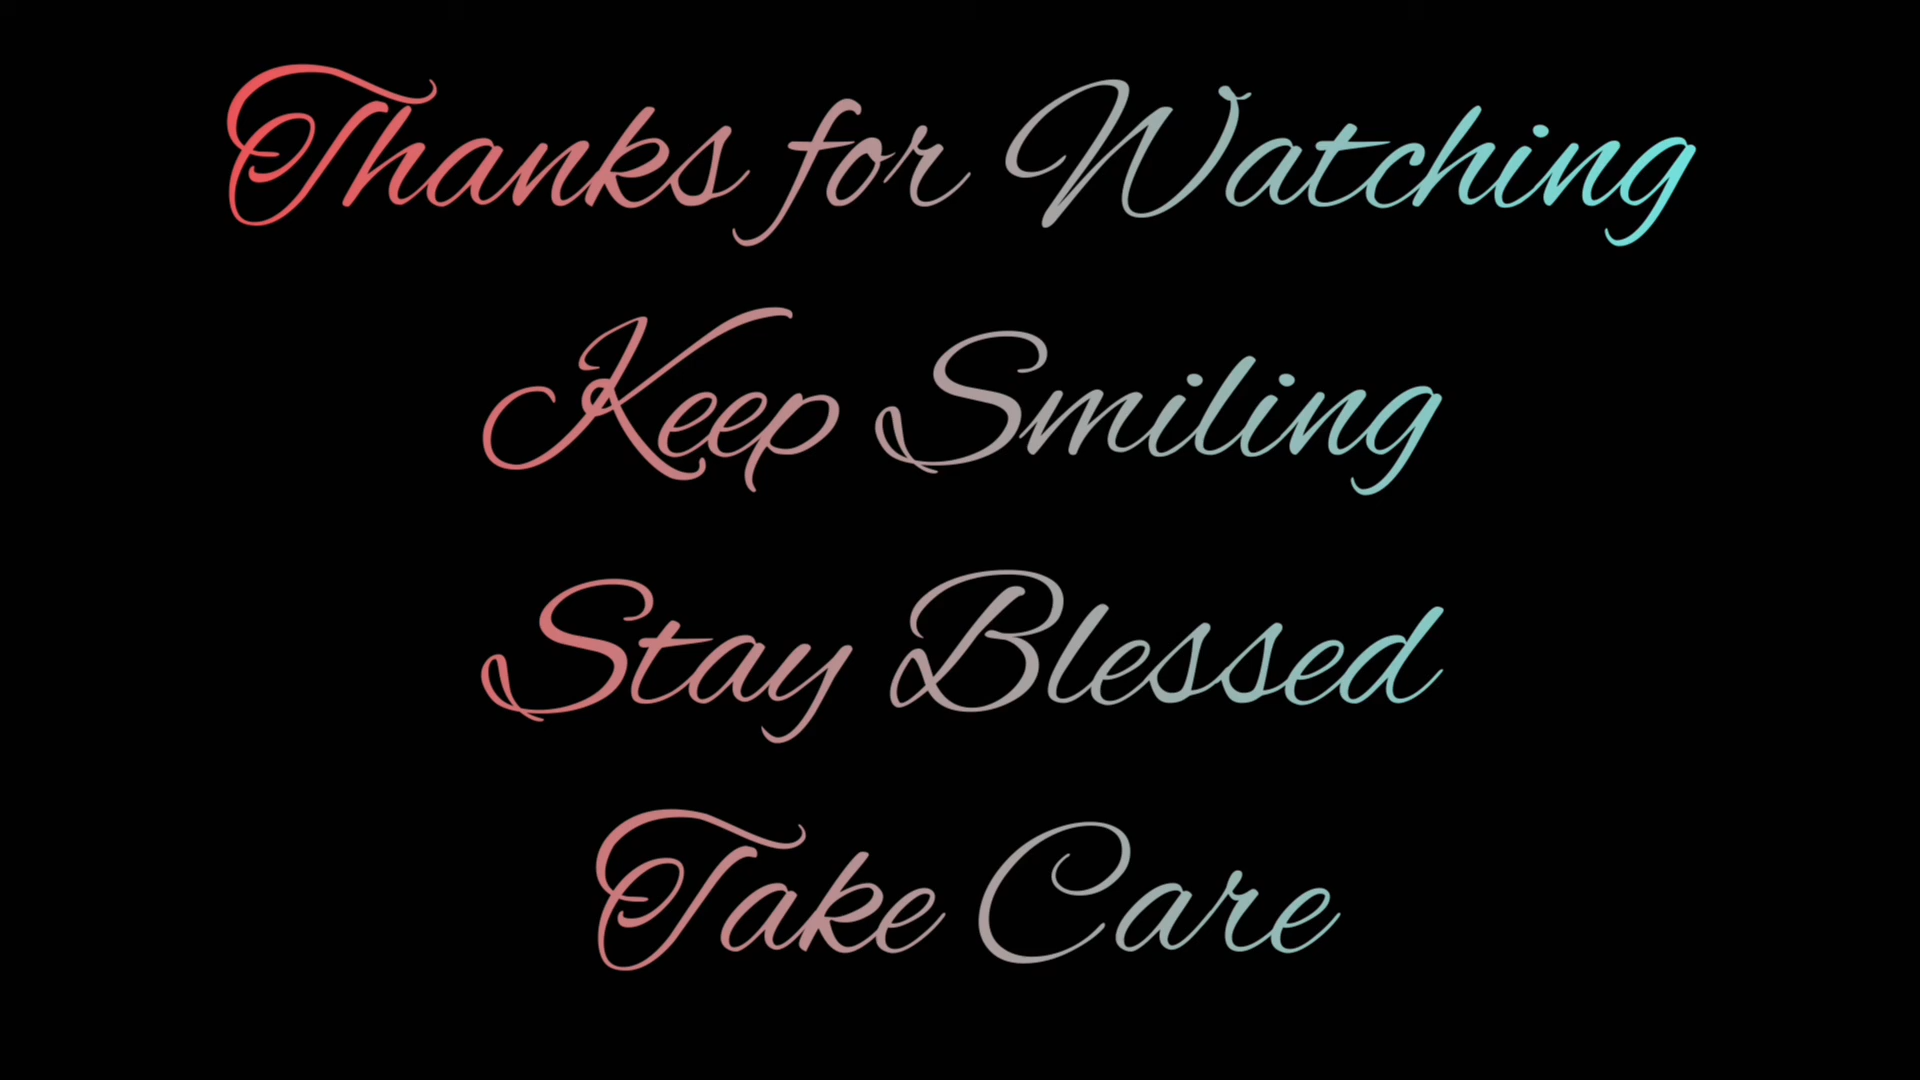 Thanks for Watching
Keep Smiling
Stay Blessed
Take Care